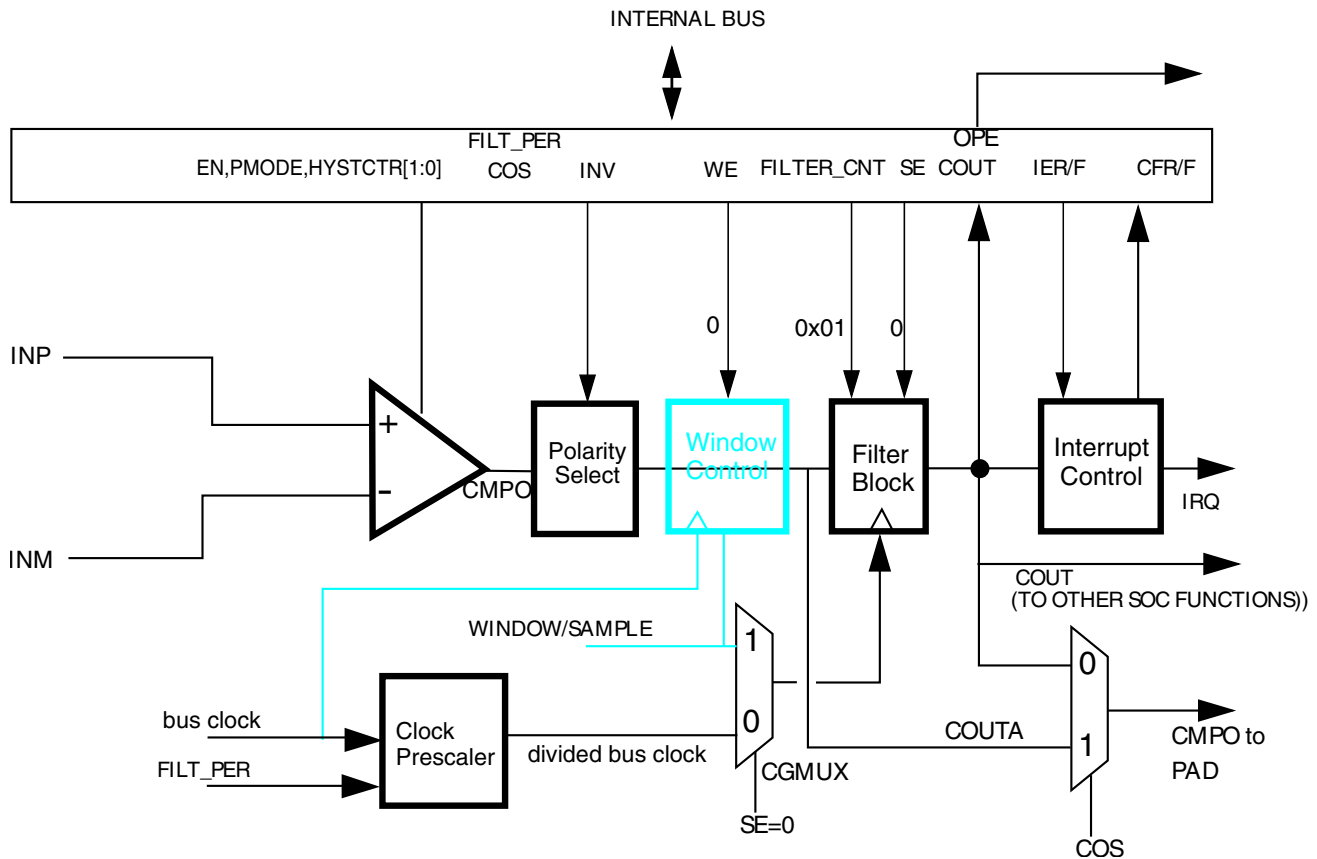 INTERNAL BUS
OPE
FILT_PER
EN,PMODE,HYSTCTR[1:0]
COS
INV
WE
FILTER_CNT
SE
COUT
IER/F
CFR/F
0
0x01
0
INP
+
-
INM
CMPO
Polarity
Select
Window
Control
Filter
Block
Interrupt
Control
IRQ
COUT
(TO OTHER SOC FUNCTIONS))
WINDOW/SAMPLE
1
0
0
1
bus clock
FILT_PER
Clock
Prescaler
divided bus clock
CGMUX
SE=0
COUTA
CMPO to
PAD
COS